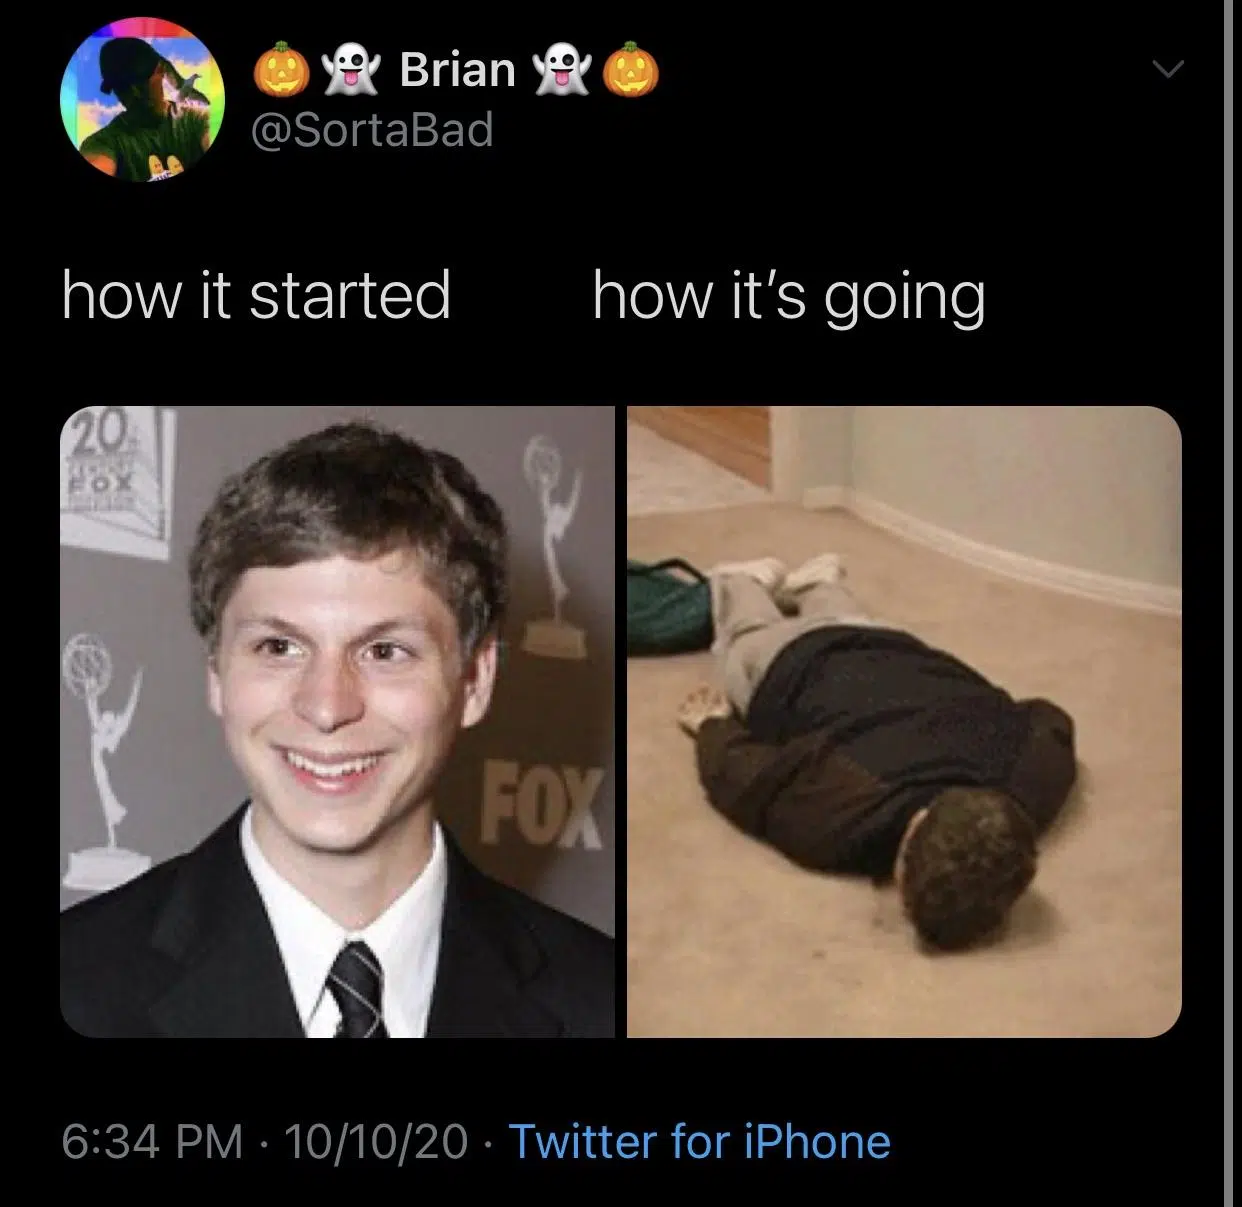 🎃👻 Brian 👻🎃
@SortaBad
how it started how it's going
20
FOX
FOX
6:34 PM · 10/10/20 · Twitter for iPhone